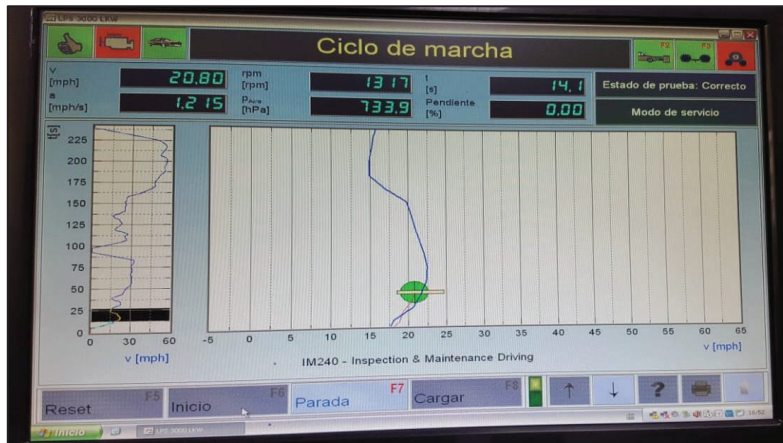 LPS 3000 LKW
Ciclo de marcha
F2
F3
v [mph] 20,80
rpm [rpm] 1317
t [s] 14,1
Estado de prueba: Correcto
a [mph/s] 1,215
PAire [hPa] 733,9
Pendiente [%] 0,00
Modo de servicio
t[s]
225
200
175
150
125
100
75
50
25
0
0 30 60
v [mph]
-5 0 5 10 15 20 25 30 35 40 45 50 55 60 65
v [mph]
IM240 - Inspection & Maintenance Driving
Reset F5
Inicio F6
Parada F7
Cargar F8
?
Inicio
LPS 3000 LKW
16:52